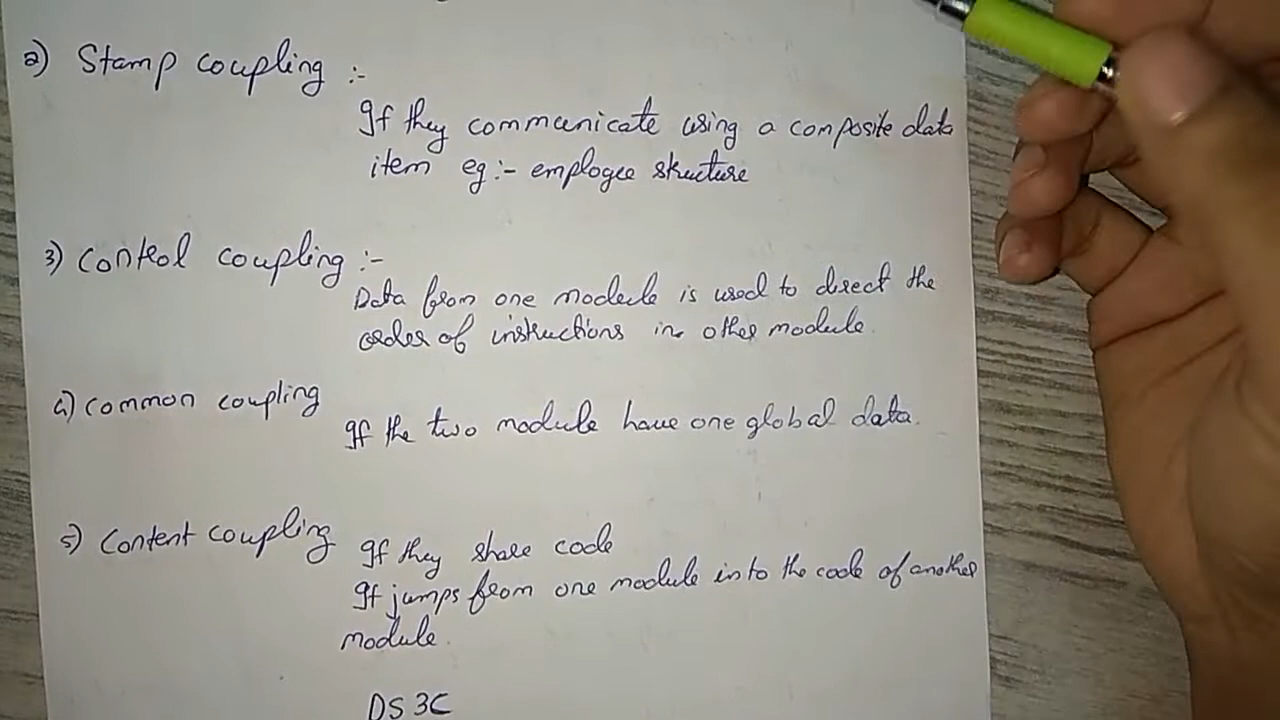 2) Stamp coupling :-
If they communicate using a composite data
item eg:- employee structure
3) Control coupling :-
Data from one module is used to direct the
order of instructions in other module.
4) Common coupling
If the two module have one global data.
5) Content coupling
If they share code
If jumps from one module into the code of another
module.
DS3C